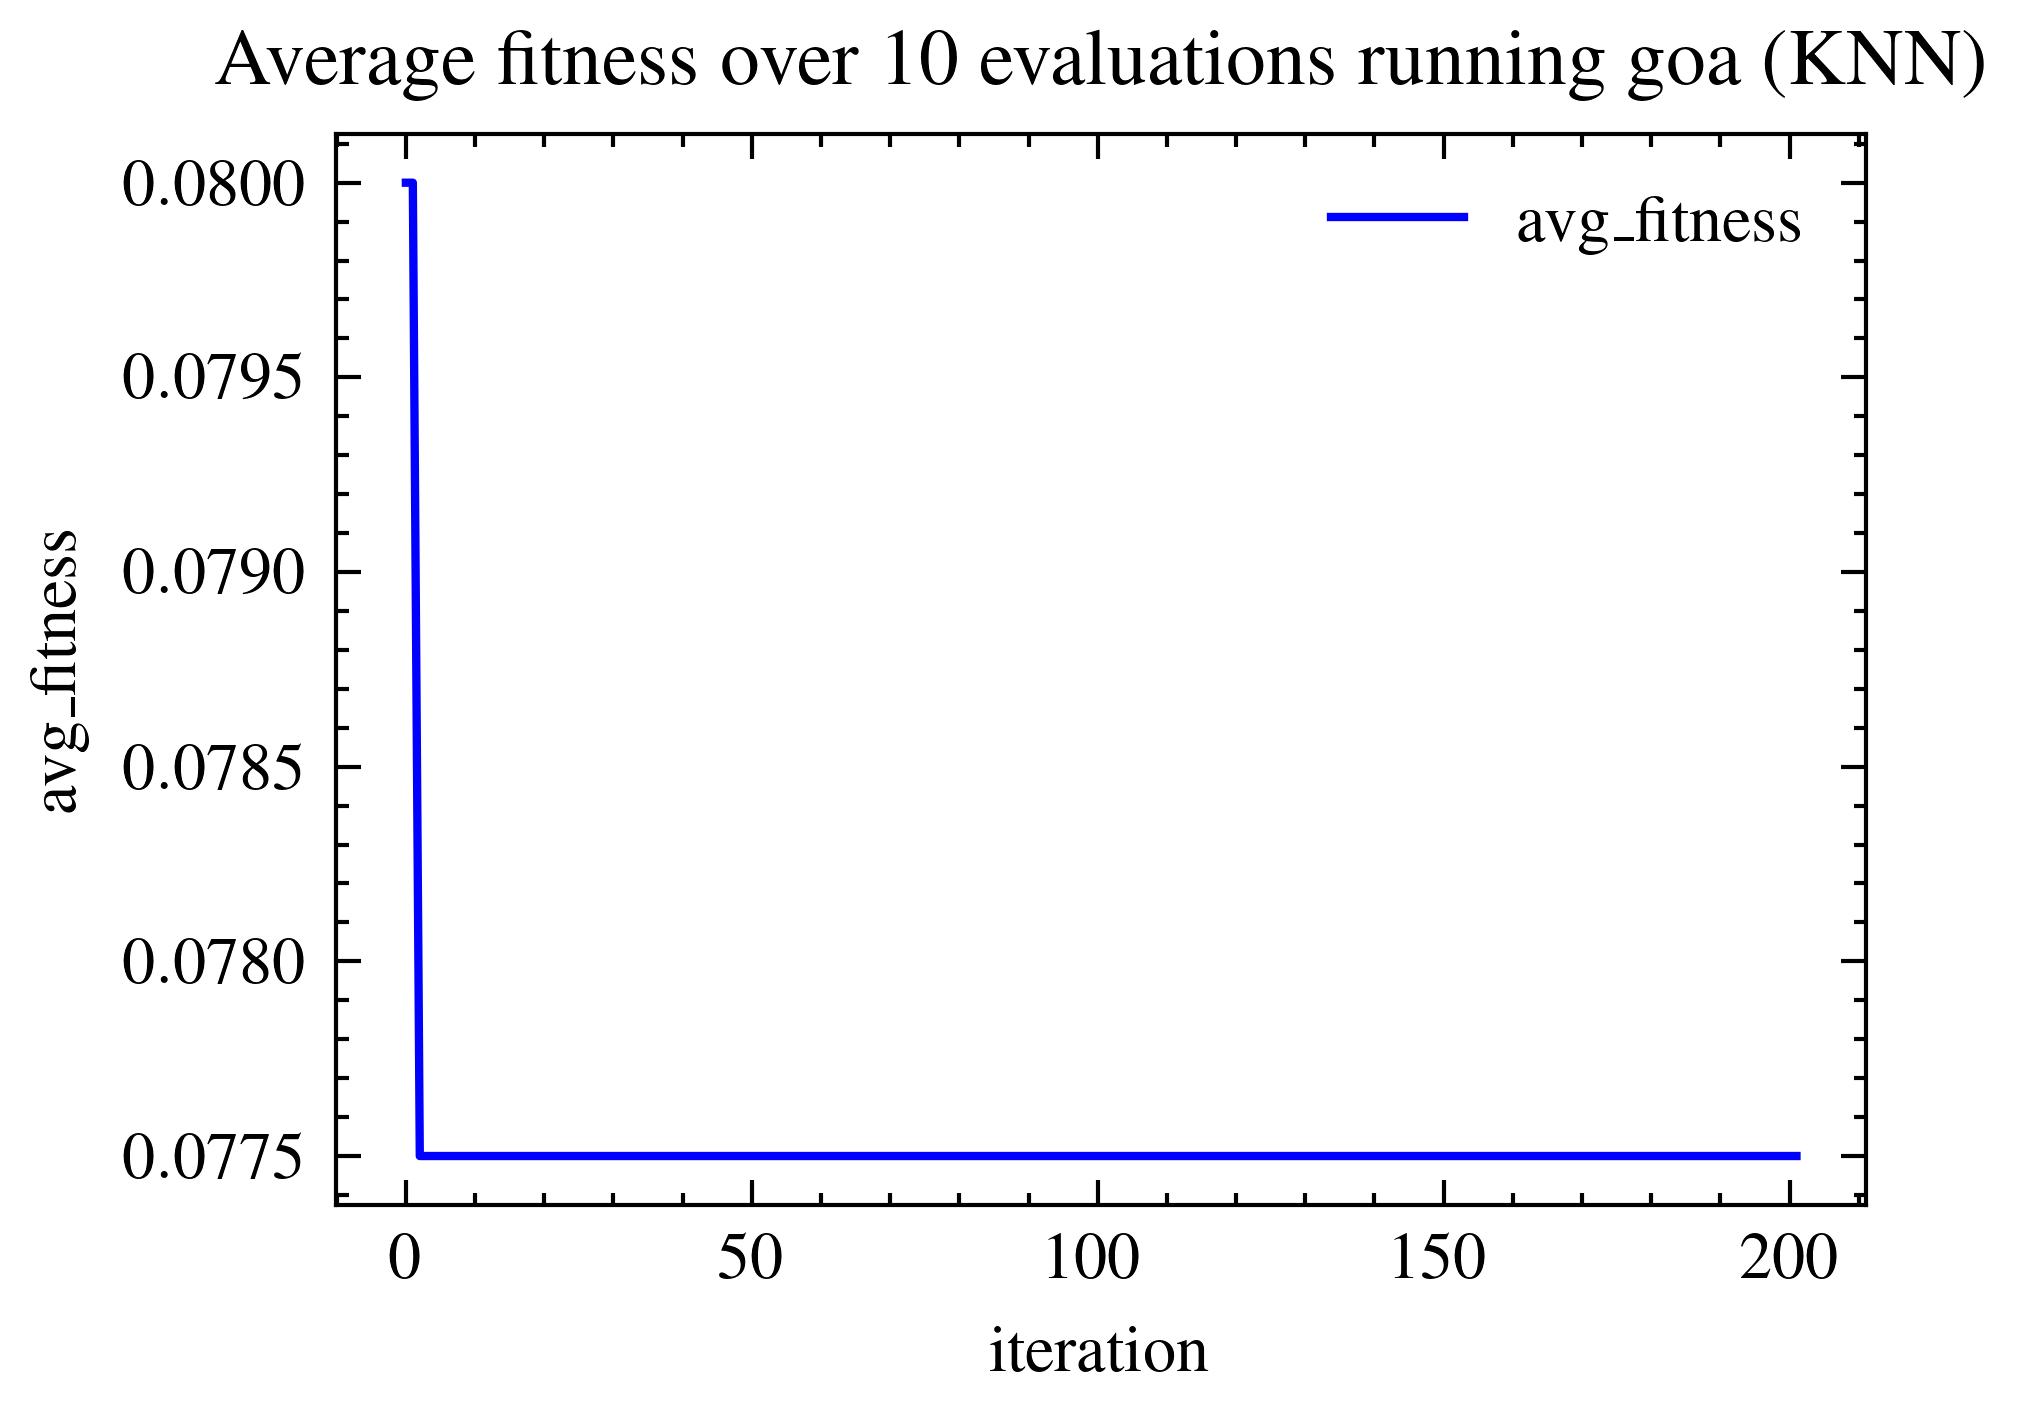 Average fitness over 10 evaluations running goa (KNN)
avg_fitness
0.0800
0.0795
0.0790
0.0785
0.0780
0.0775
avg_fitness
0 50 100 150 200
iteration